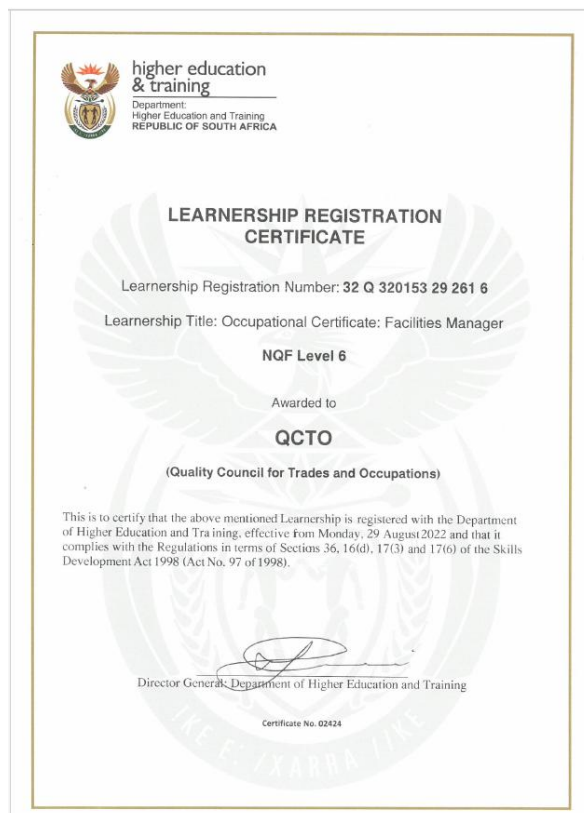 higher education
& training
Department:
Higher Education and Training
REPUBLIC OF SOUTH AFRICA
LEARNERSHIP REGISTRATION
CERTIFICATE
Learnership Registration Number: 32 Q 320153 29 261 6
Learnership Title: Occupational Certificate: Facilities Manager
NQF Level 6
Awarded to
QCTO
(Quality Council for Trades and Occupations)
This is to certify that the above mentioned Learnership is registered with the Department
of Higher Education and Tra ining, effective fom Monday, 29 August 2022 and that it
complies with the Regulations in terms of Sections 36, 16(d), 17(3) and 17(6) of the Skills
Development Act 1998 (Act No. 97 of 1998).
Director General: Department of Higher Education and Training
Certificate No. 02424
IKE E: /XARRA //KE